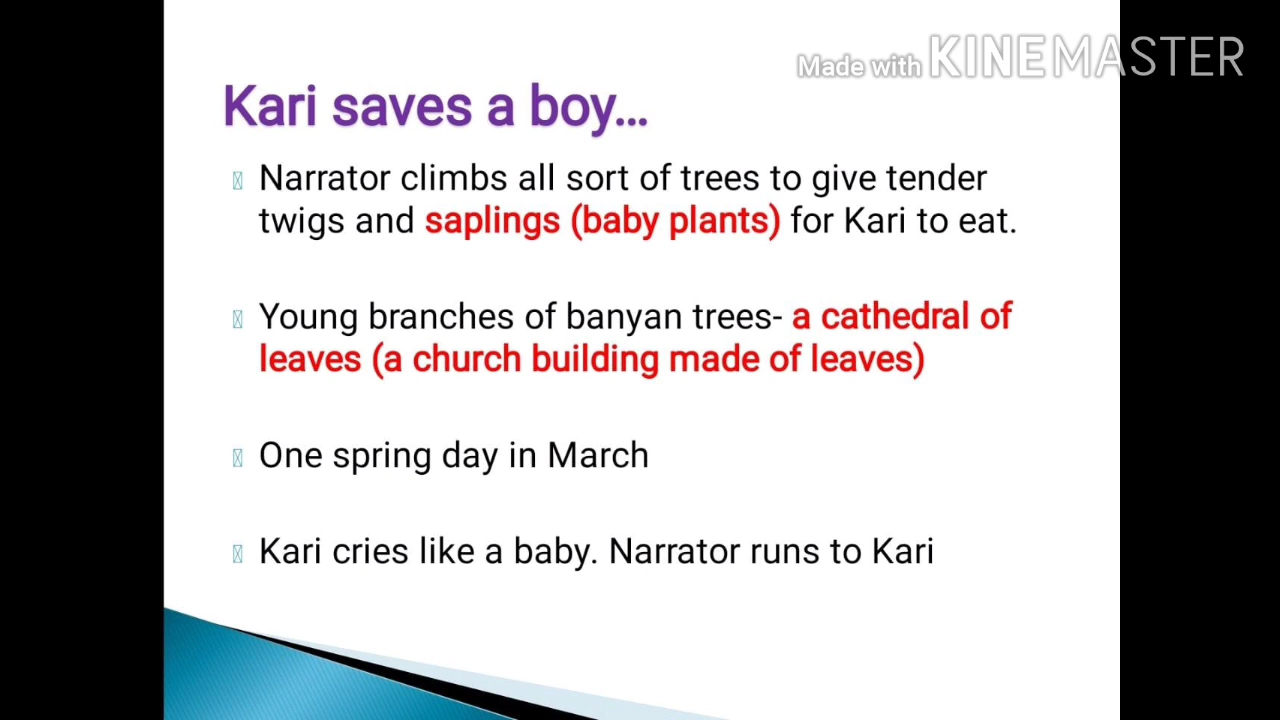 Made with KINEMASTER
Kari saves a boy...
Narrator climbs all sort of trees to give tender
twigs and saplings (baby plants) for Kari to eat.
Young branches of banyan trees- a cathedral of
leaves (a church building made of leaves)
One spring day in March
Kari cries like a baby. Narrator runs to Kari